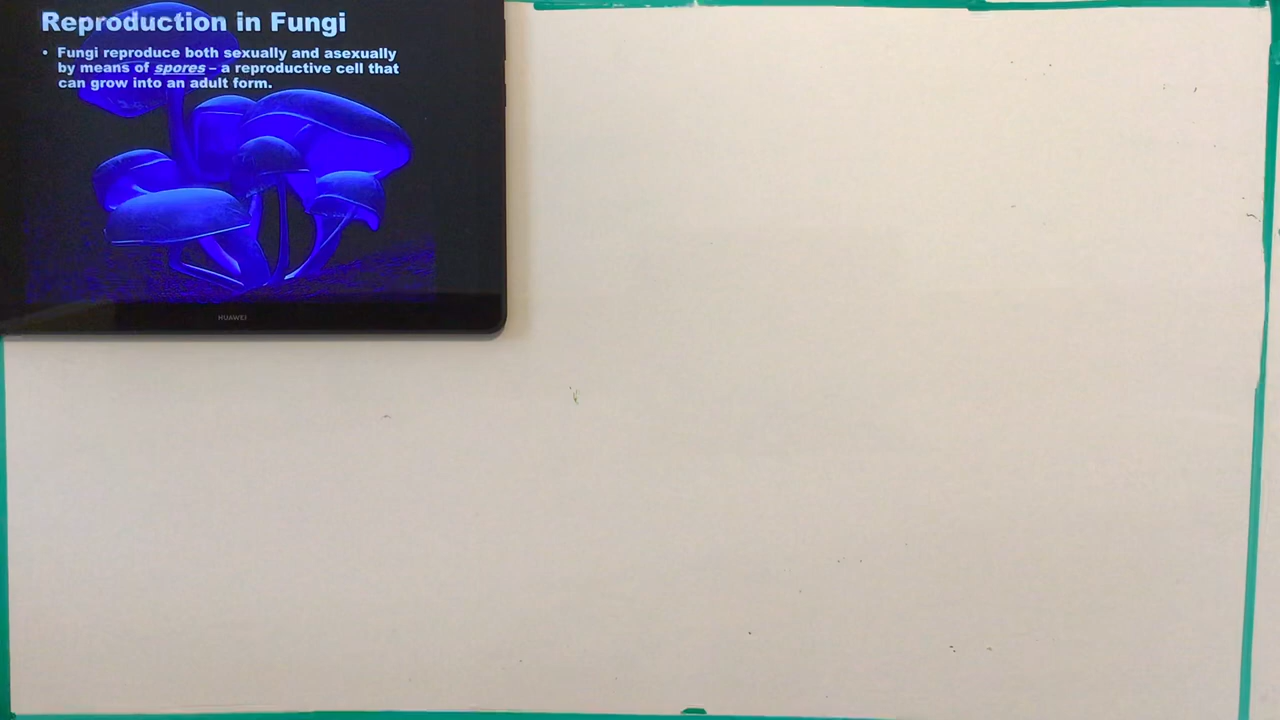 Reproduction in Fungi
• Fungi reproduce both sexually and asexually
by means of spores – a reproductive cell that
can grow into an adult form.
HUAWEI